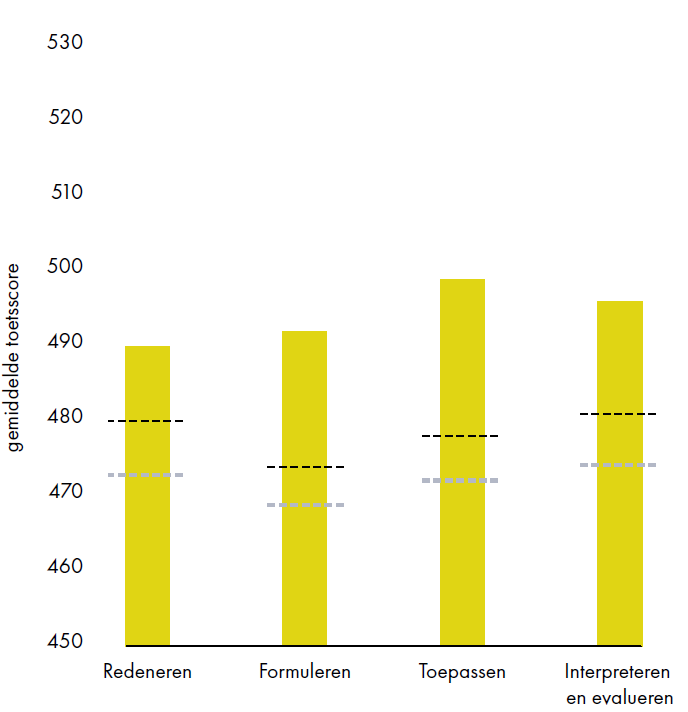 530
520
510
500
490
480
470
460
450
gemiddelde toetsscore
Redeneren
Formuleren
Toepassen
Interpreteren
en evalueren